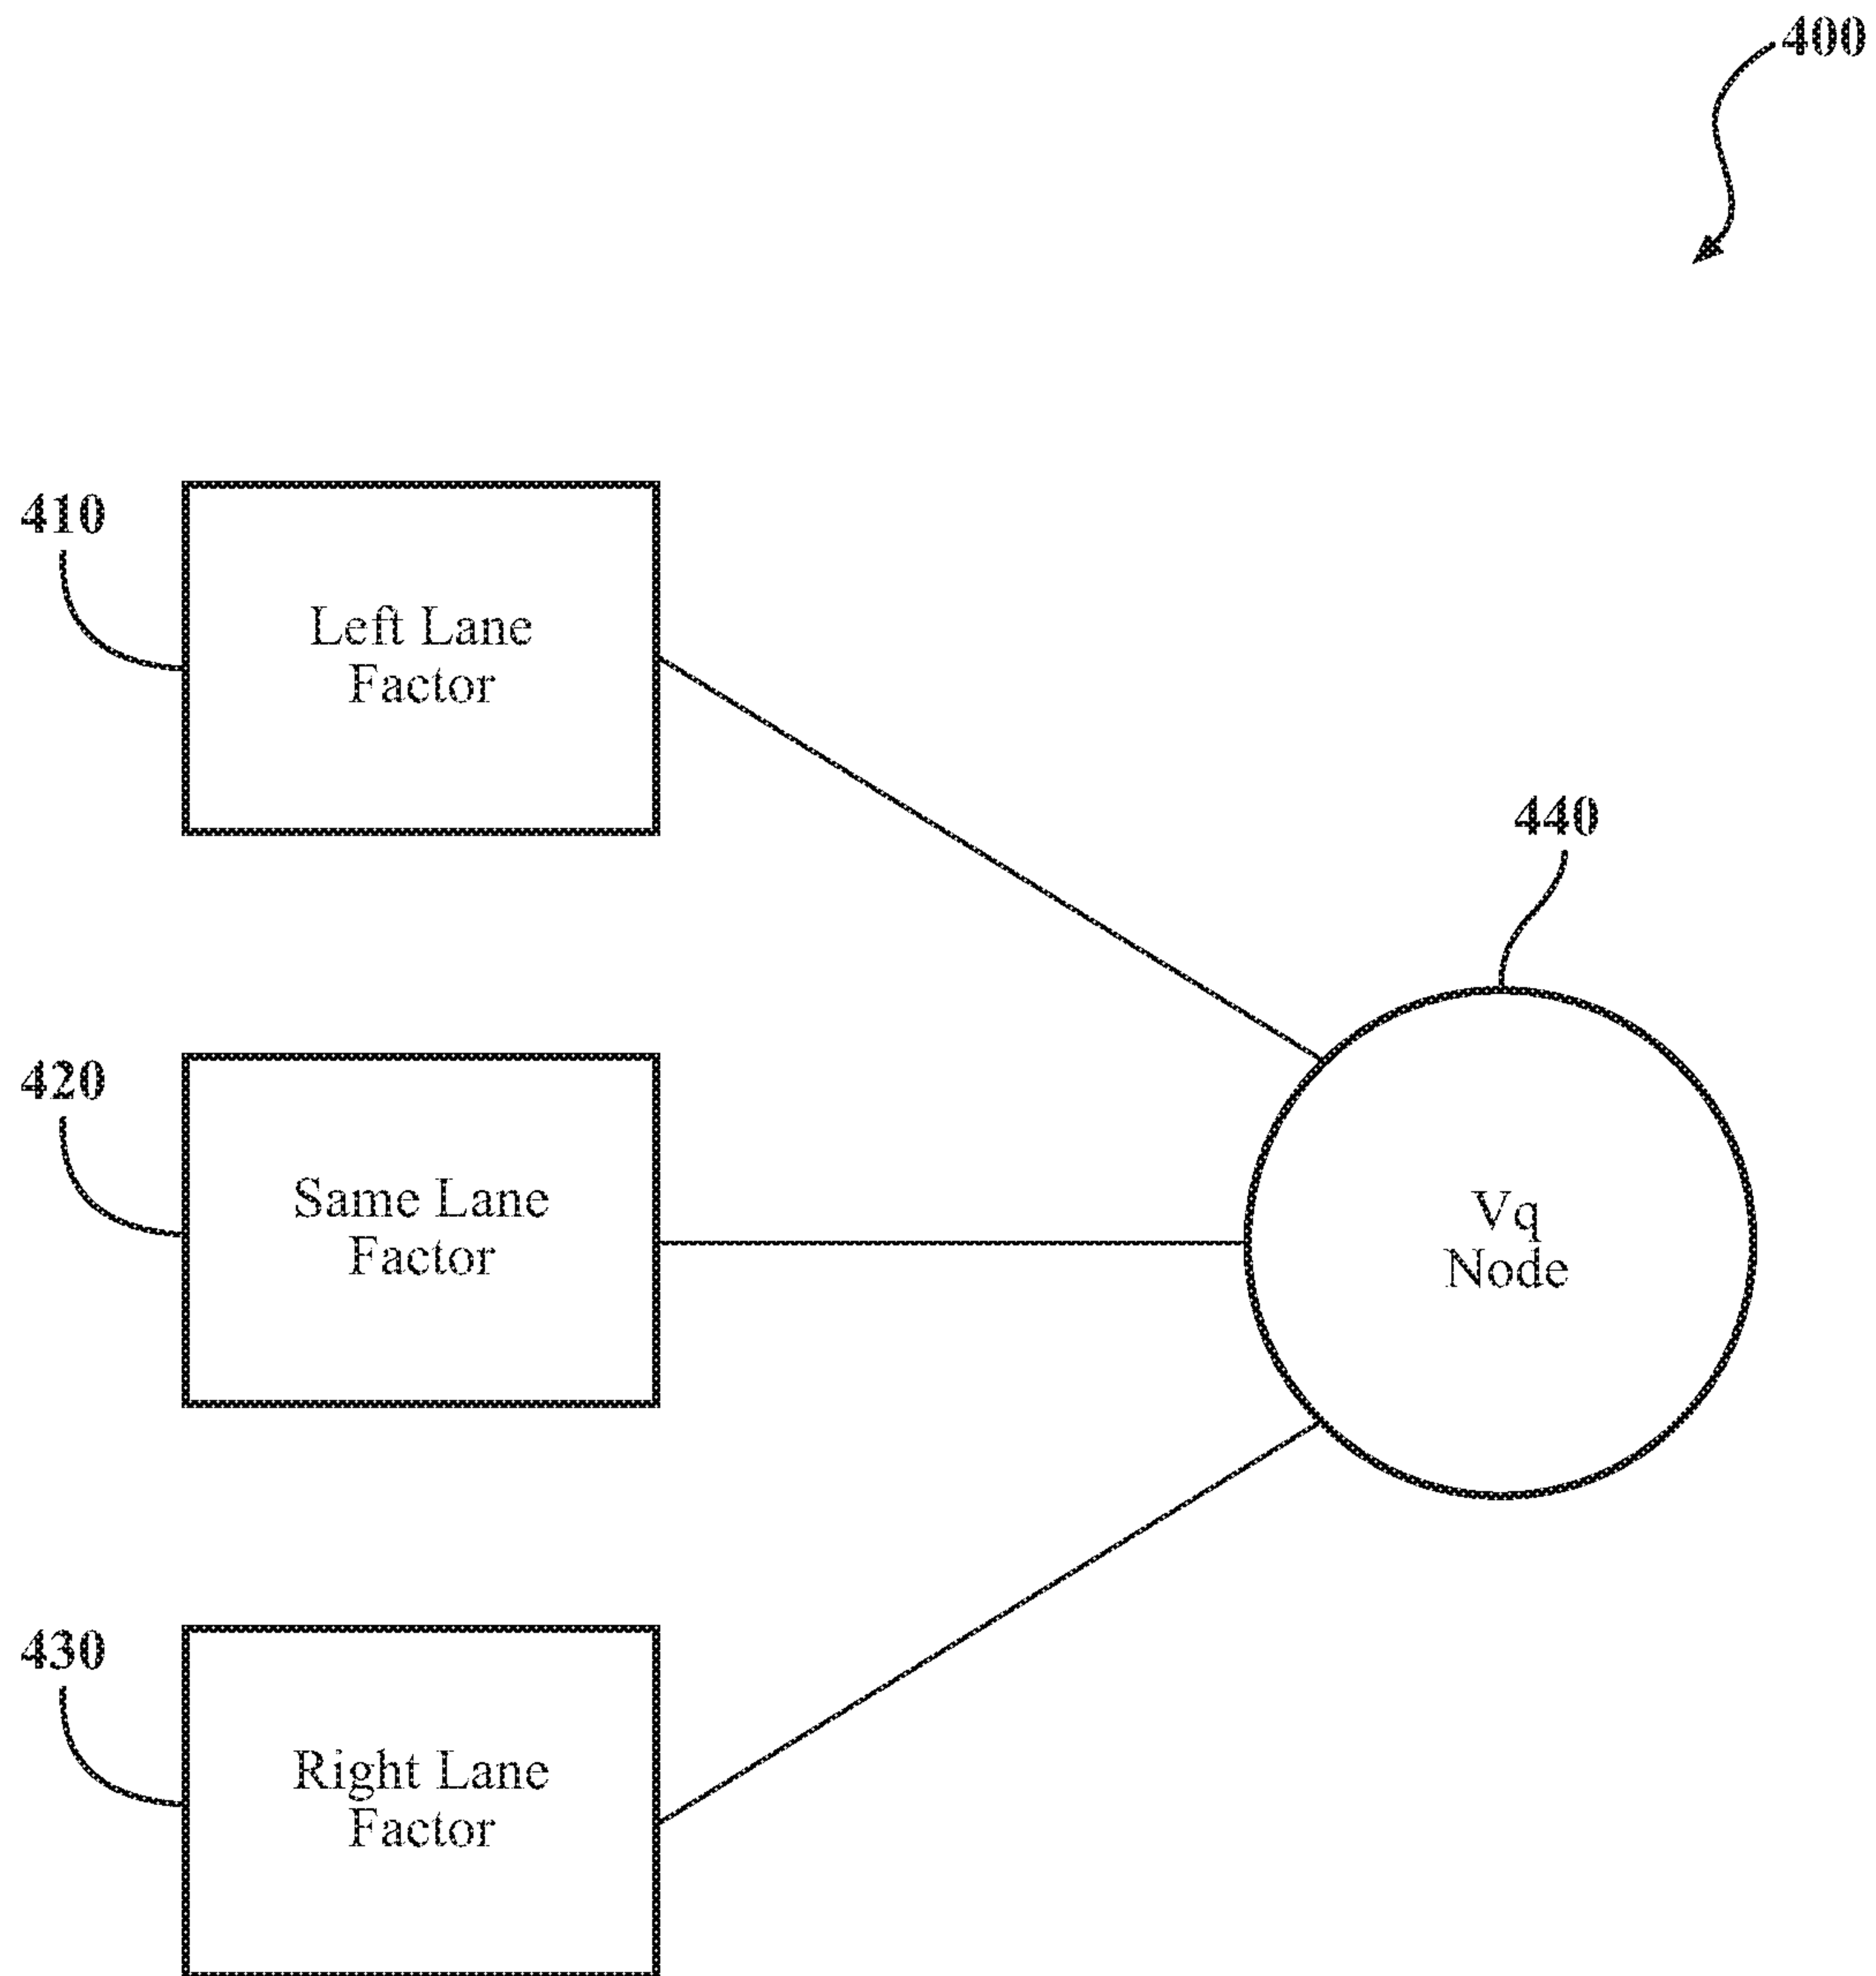 400
410
Left Lane
Factor
440
420
Same Lane
Factor
Vq
Node
430
Right Lane
Factor